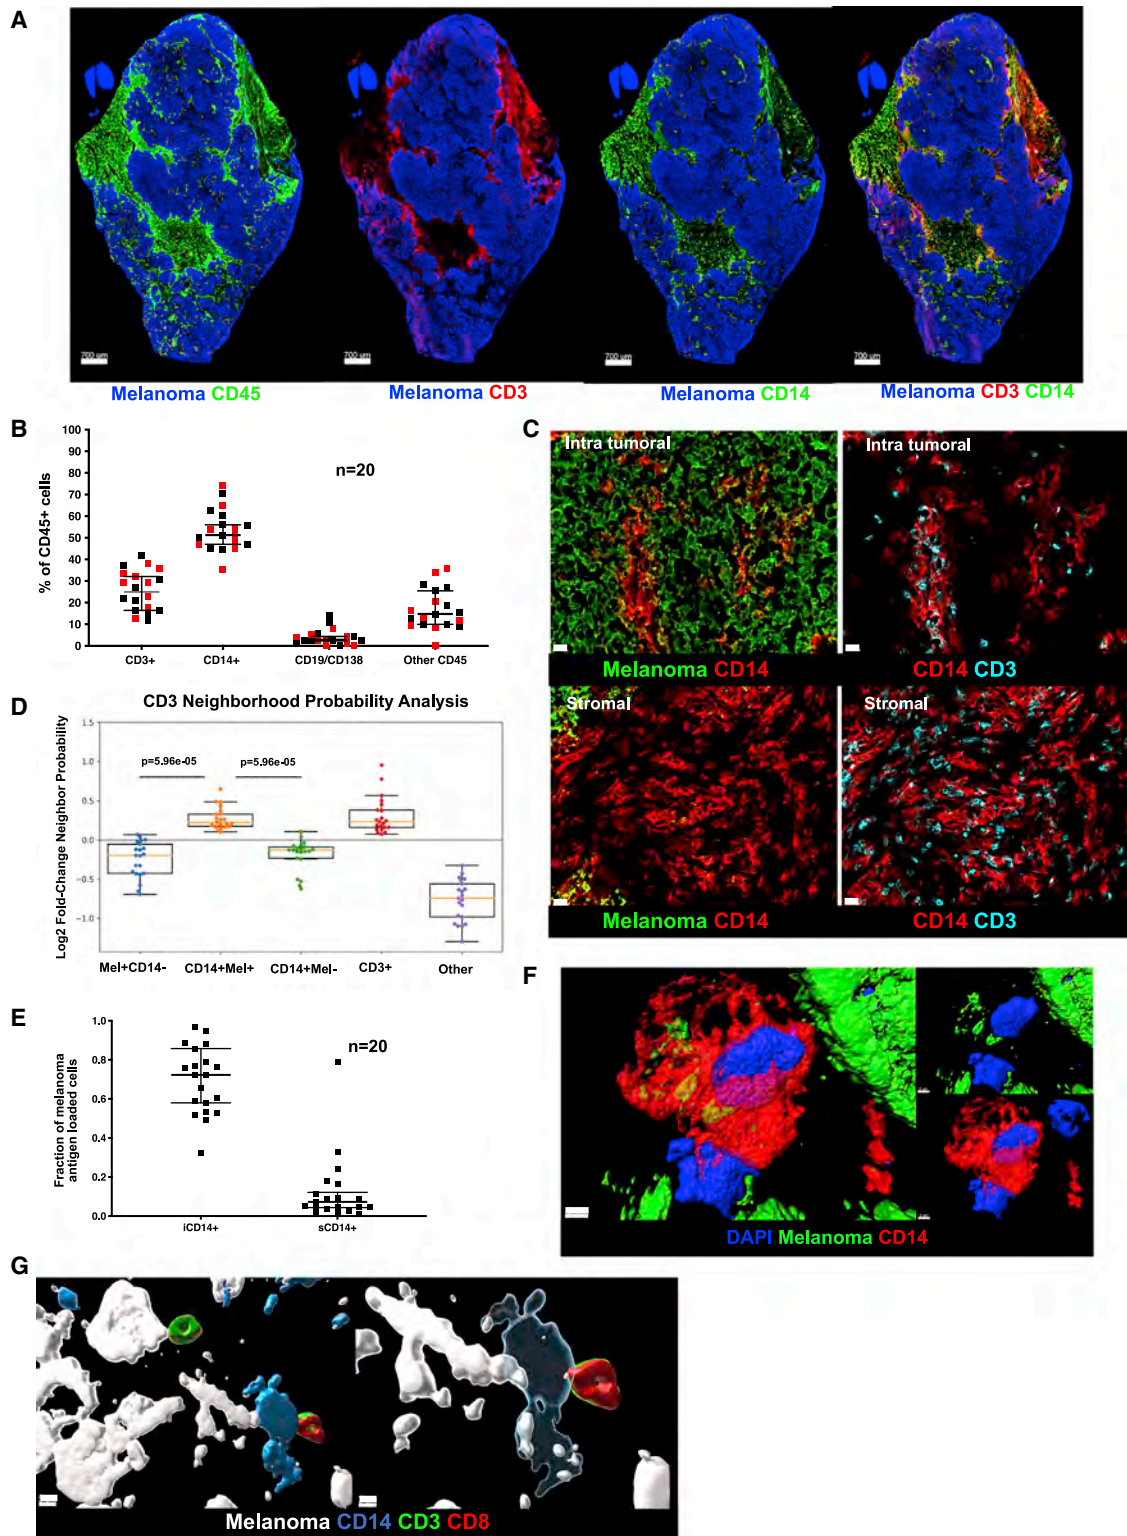 A
700 um
700 um
700 um
700 um
Melanoma CD45
Melanoma CD3
Melanoma CD14
Melanoma CD3 CD14
B
100
90
80
70
60
50
40
30
20
10
0
% of CD45+ cells
n=20
CD3+
CD14+
CD19/CD138
Other CD45
C
Intra tumoral
Intra tumoral
Melanoma CD14
CD14 CD3
Stromal
Stromal
Melanoma CD14
CD14 CD3
D
CD3 Neighborhood Probability Analysis
1.5
1.0
0.5
0.0
−0.5
−1.0
Log2 Fold-Change Neighbor Probability
p=5.96e-05
p=5.96e-05
Mel+CD14-
CD14+Mel+
CD14+Mel-
CD3+
Other
E
1.0
0.8
0.6
0.4
0.2
0.0
Fraction of melanoma
antigen loaded cells
n=20
iCD14+
sCD14+
F
DAPI Melanoma CD14
G
Melanoma CD14 CD3 CD8